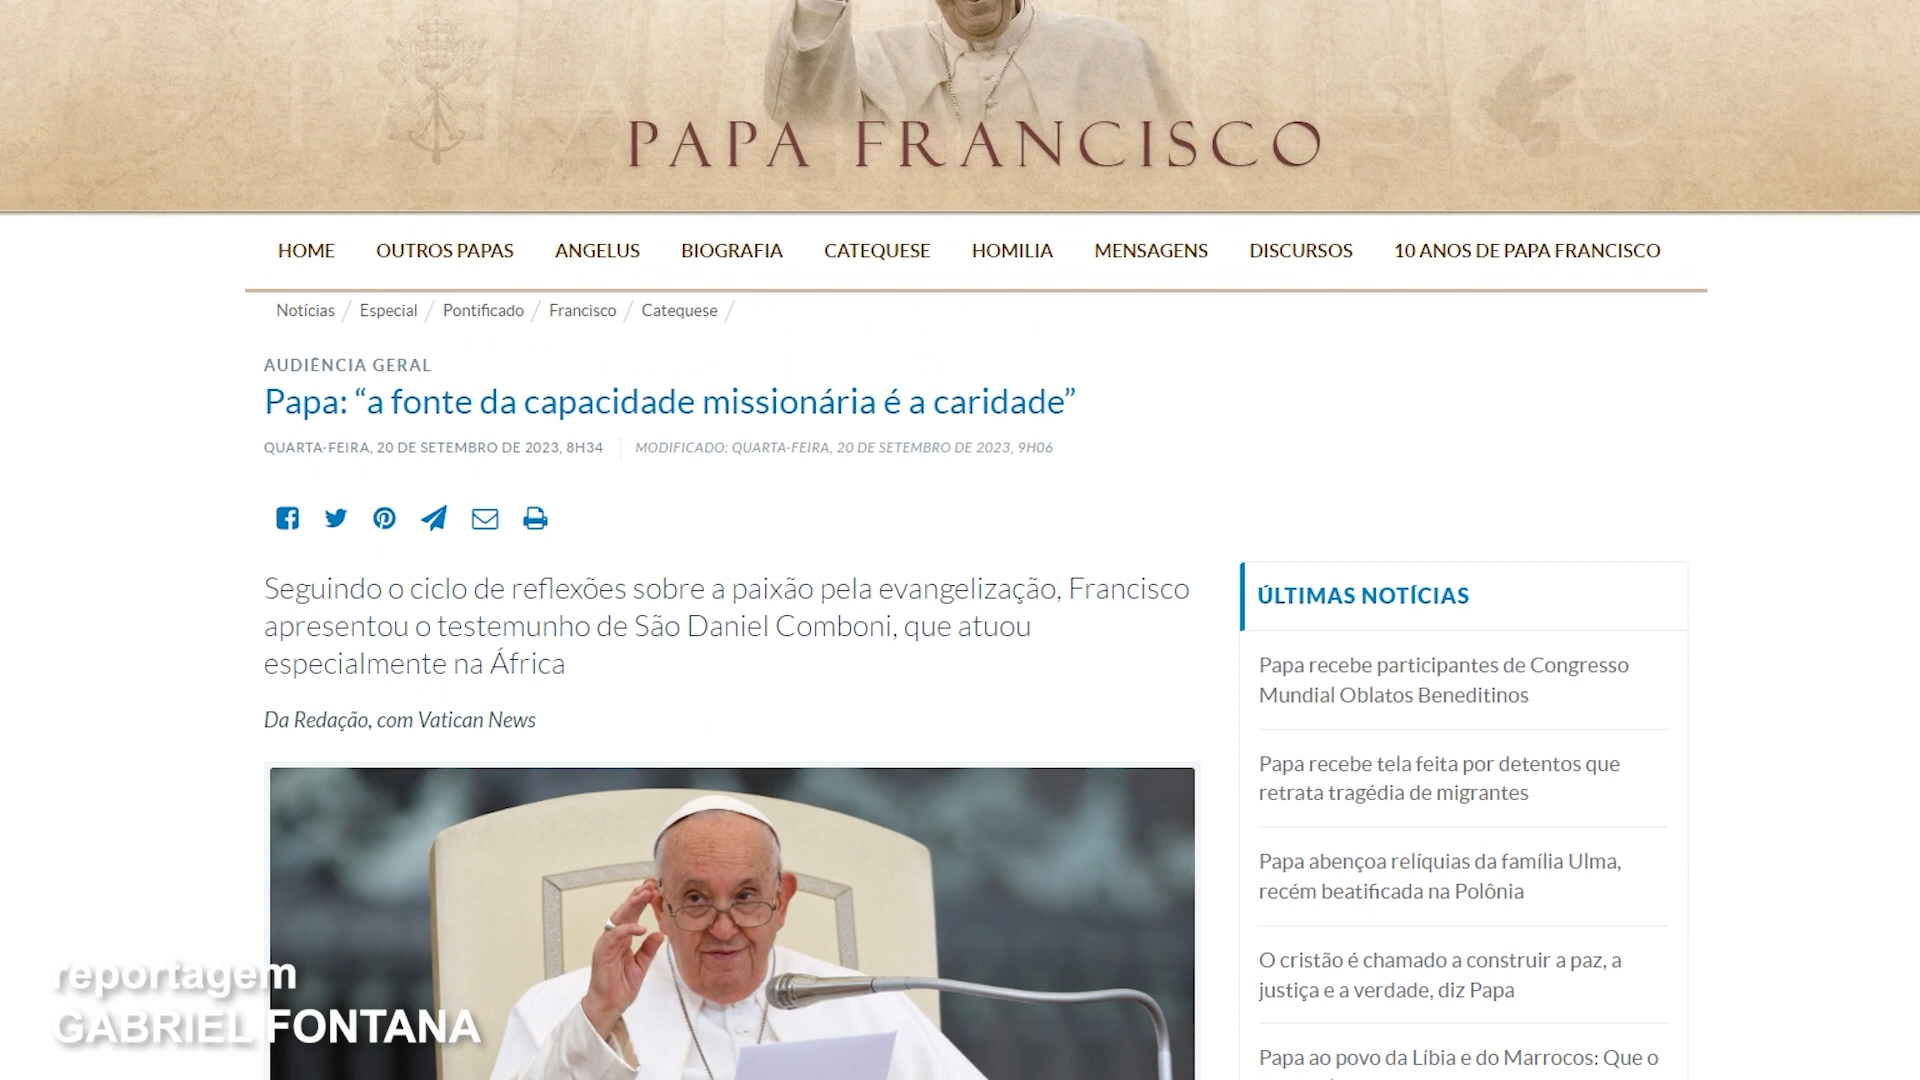 PAPA FRANCISCO
HOME OUTROS PAPAS ANGELUS BIOGRAFIA CATEQUESE HOMILIA MENSAGENS DISCURSOS 10 ANOS DE PAPA FRANCISCO
Notícias / Especial / Pontificado / Francisco / Catequese /
AUDIÊNCIA GERAL
Papa: “a fonte da capacidade missionária é a caridade”
QUARTA-FEIRA, 20 DE SETEMBRO DE 2023, 8H34 MODIFICADO: QUARTA-FEIRA, 20 DE SETEMBRO DE 2023, 9H06
Seguindo o ciclo de reflexões sobre a paixão pela evangelização, Francisco
apresentou o testemunho de São Daniel Comboni, que atuou
especialmente na África
Da Redação, com Vatican News
ÚLTIMAS NOTÍCIAS
Papa recebe participantes de Congresso
Mundial Oblatos Beneditinos
Papa recebe tela feita por detentos que
retrata tragédia de migrantes
Papa abençoa relíquias da família Ulma,
recém beatificada na Polônia
O cristão é chamado a construir a paz, a
justiça e a verdade, diz Papa
Papa ao povo da Líbia e do Marrocos: Que o
reportagem
GABRIEL FONTANA